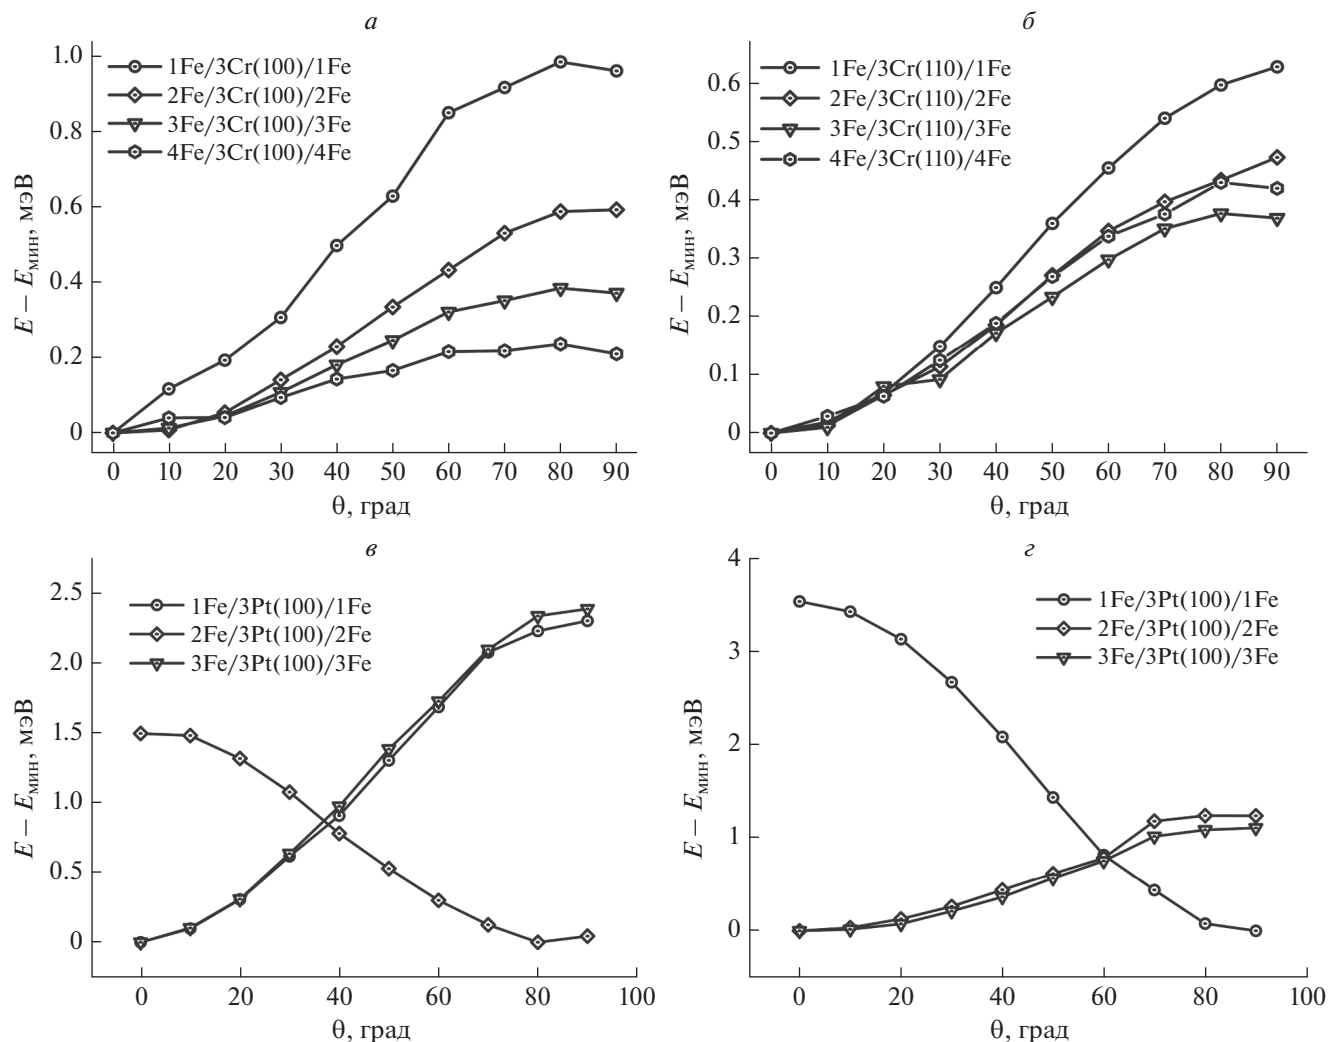 а
1.0
0.8
0.6
0.4
0.2
0
E − Eмин, мэВ
1Fe/3Cr(100)/1Fe
2Fe/3Cr(100)/2Fe
3Fe/3Cr(100)/3Fe
4Fe/3Cr(100)/4Fe
0 10 20 30 40 50 60 70 80 90
θ, град
б
0.6
0.5
0.4
0.3
0.2
0.1
0
E − Eмин, мэВ
1Fe/3Cr(110)/1Fe
2Fe/3Cr(110)/2Fe
3Fe/3Cr(110)/3Fe
4Fe/3Cr(110)/4Fe
0 10 20 30 40 50 60 70 80 90
θ, град
в
2.5
2.0
1.5
1.0
0.5
0
E − Eмин, мэВ
1Fe/3Pt(100)/1Fe
2Fe/3Pt(100)/2Fe
3Fe/3Pt(100)/3Fe
0 20 40 60 80 100
θ, град
г
4
3
2
1
0
E − Eмин, мэВ
1Fe/3Pt(100)/1Fe
2Fe/3Pt(100)/2Fe
3Fe/3Pt(100)/3Fe
0 20 40 60 80 100
θ, град